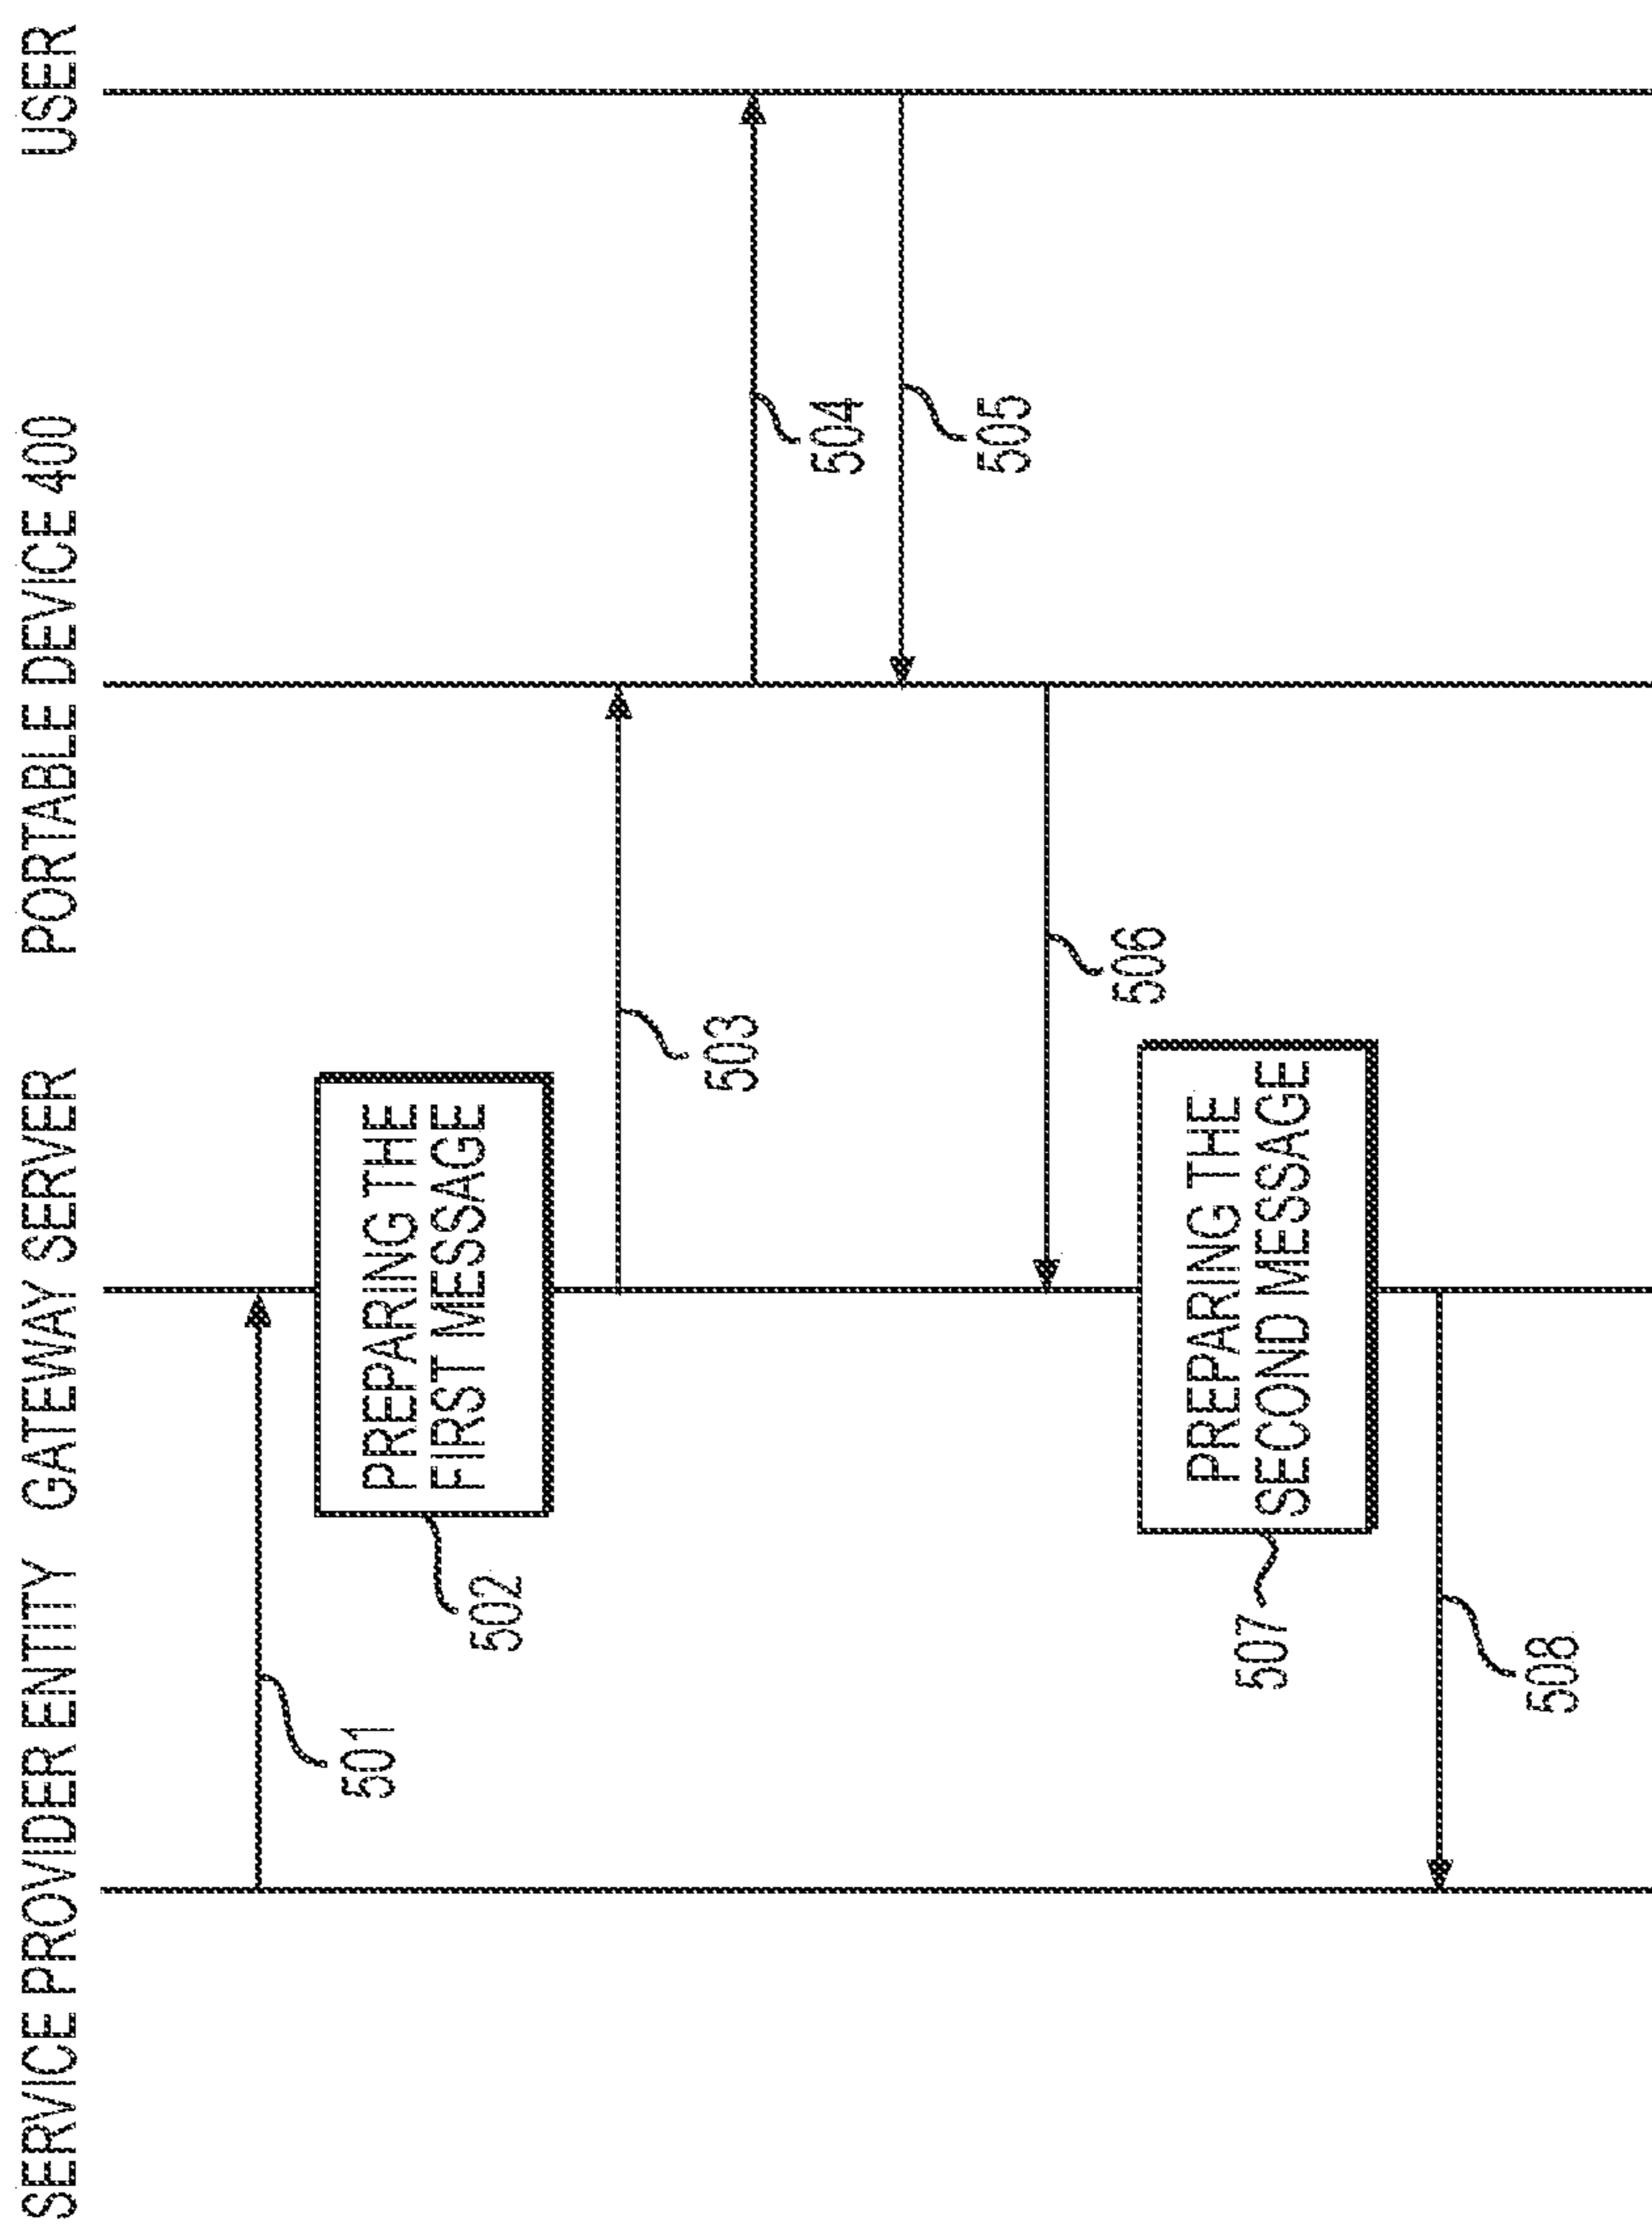 SERVICE PROVIDER ENTITY
GATEWAY SERVER
PORTABLE DEVICE 400
USER
501
PREPARING THE
FIRST MESSAGE
502
503
504
505
506
PREPARING THE
SECOND MESSAGE
507
508